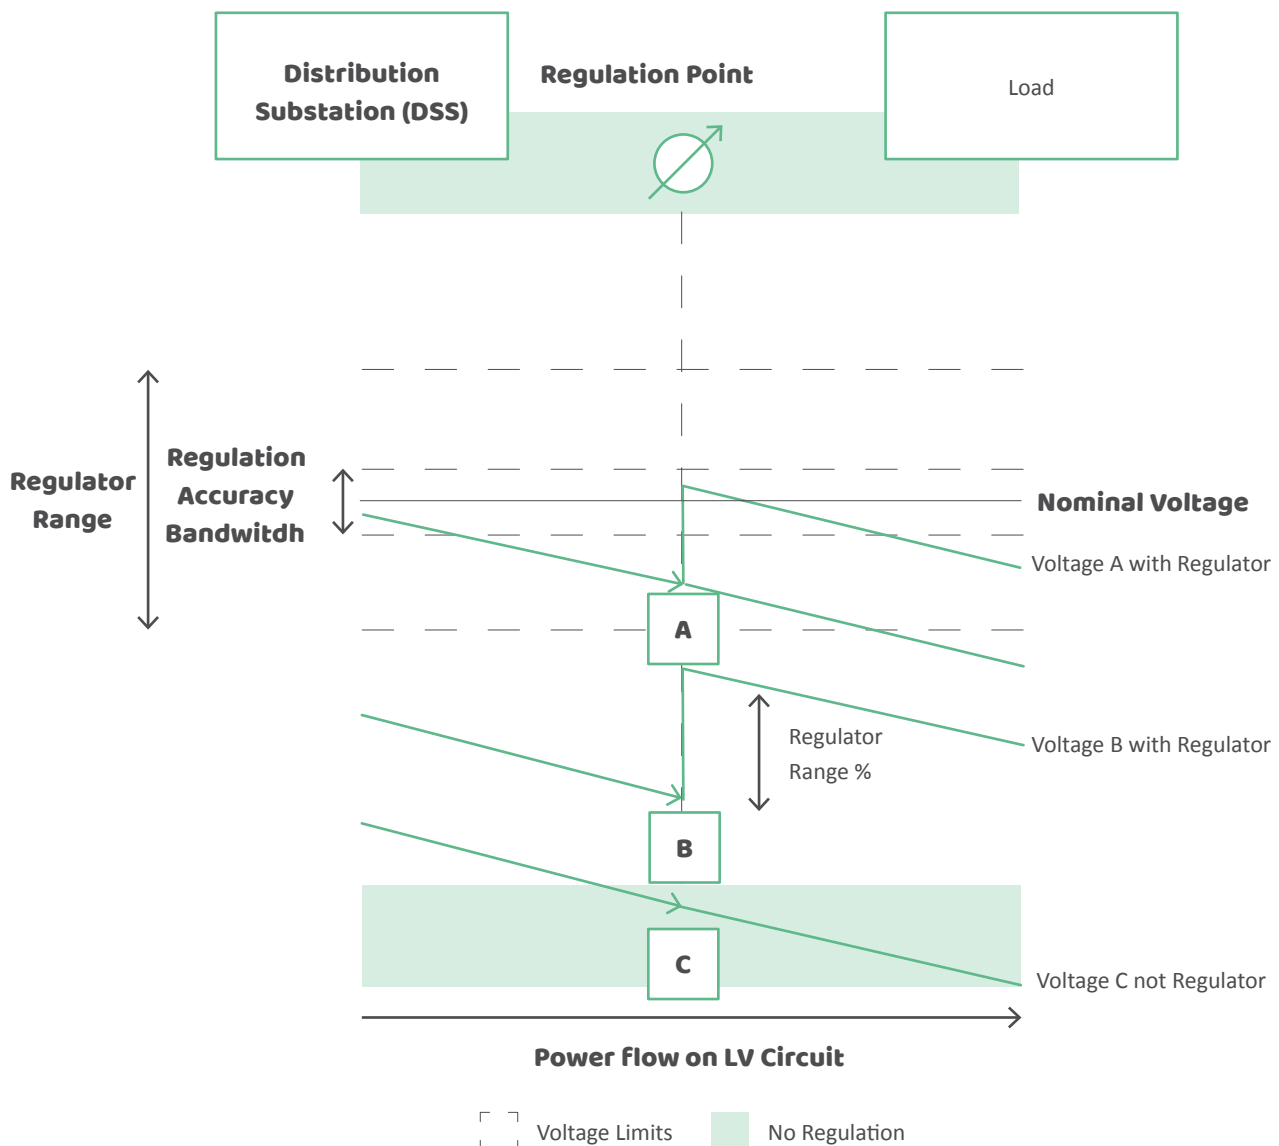 Distribution
Substation (DSS)
Regulation Point
Load
Regulator
Range
Regulation
Accuracy
Bandwitdh
Nominal Voltage
Voltage A with Regulator
A
Voltage B with Regulator
Regulator
Range %
B
C
Voltage C not Regulator
Power flow on LV Circuit
Voltage Limits
No Regulation